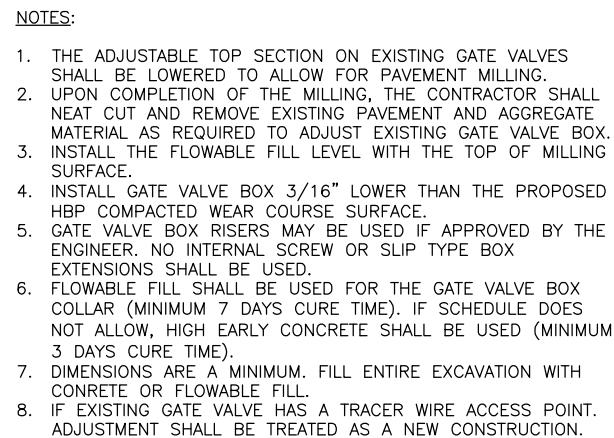 NOTES:
1. THE ADJUSTABLE TOP SECTION ON EXISTING GATE VALVES
SHALL BE LOWERED TO ALLOW FOR PAVEMENT MILLING.
2. UPON COMPLETION OF THE MILLING, THE CONTRACTOR SHALL
NEAT CUT AND REMOVE EXISTING PAVEMENT AND AGGREGATE
MATERIAL AS REQUIRED TO ADJUST EXISTING GATE VALVE BOX.
3. INSTALL THE FLOWABLE FILL LEVEL WITH THE TOP OF MILLING
SURFACE.
4. INSTALL GATE VALVE BOX 3/16" LOWER THAN THE PROPOSED
HBP COMPACTED WEAR COURSE SURFACE.
5. GATE VALVE BOX RISERS MAY BE USED IF APPROVED BY THE
ENGINEER. NO INTERNAL SCREW OR SLIP TYPE BOX
EXTENSIONS SHALL BE USED.
6. FLOWABLE FILL SHALL BE USED FOR THE GATE VALVE BOX
COLLAR (MINIMUM 7 DAYS CURE TIME). IF SCHEDULE DOES
NOT ALLOW, HIGH EARLY CONCRETE SHALL BE USED (MINIMUM
3 DAYS CURE TIME).
7. DIMENSIONS ARE A MINIMUM. FILL ENTIRE EXCAVATION WITH
CONRETE OR FLOWABLE FILL.
8. IF EXISTING GATE VALVE HAS A TRACER WIRE ACCESS POINT.
ADJUSTMENT SHALL BE TREATED AS A NEW CONSTRUCTION.